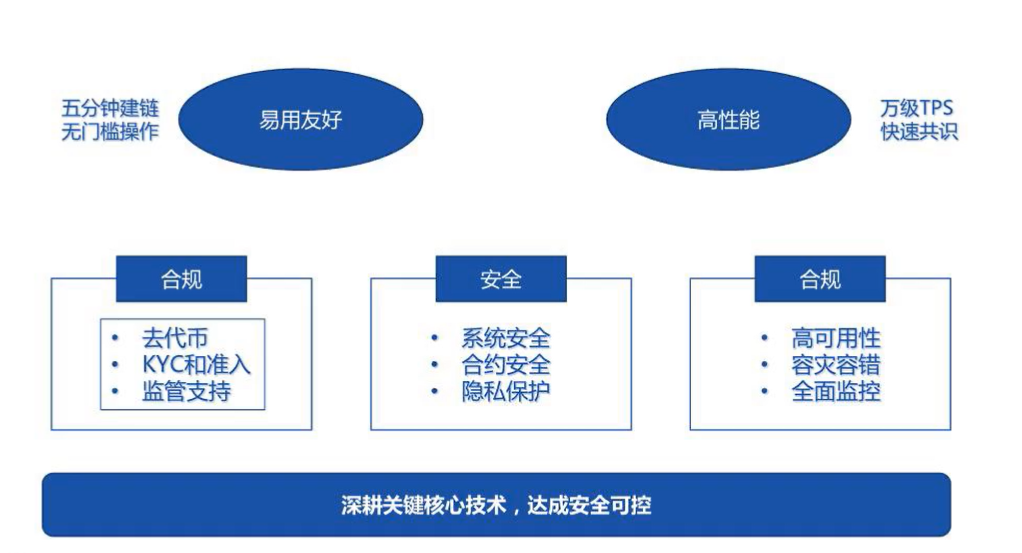 五分钟建链
无门槛操作
易用友好
高性能
万级TPS
快速共识
合规
去代币
KYC和准入
监管支持
安全
系统安全
合约安全
隐私保护
合规
高可用性
容灾容错
全面监控
深耕关键核心技术，达成安全可控